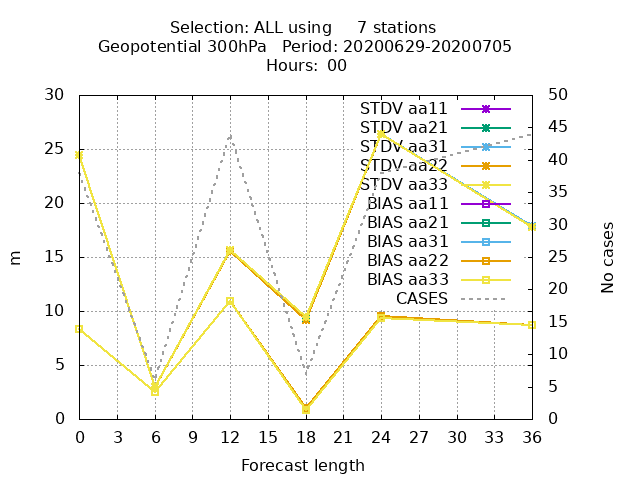 Selection: ALL using     7 stations
Geopotential 300hPa   Period: 20200629-20200705
Hours: 00
30
25
20
15
10
5
0
m
STDV aa11
STDV aa21
STDV aa31
STDV aa22
STDV aa33
BIAS aa11
BIAS aa21
BIAS aa31
BIAS aa22
BIAS aa33
CASES
50
45
40
35
30
25
20
15
10
5
0
No cases
0 3 6 9 12 15 18 21 24 27 30 33 36
Forecast length